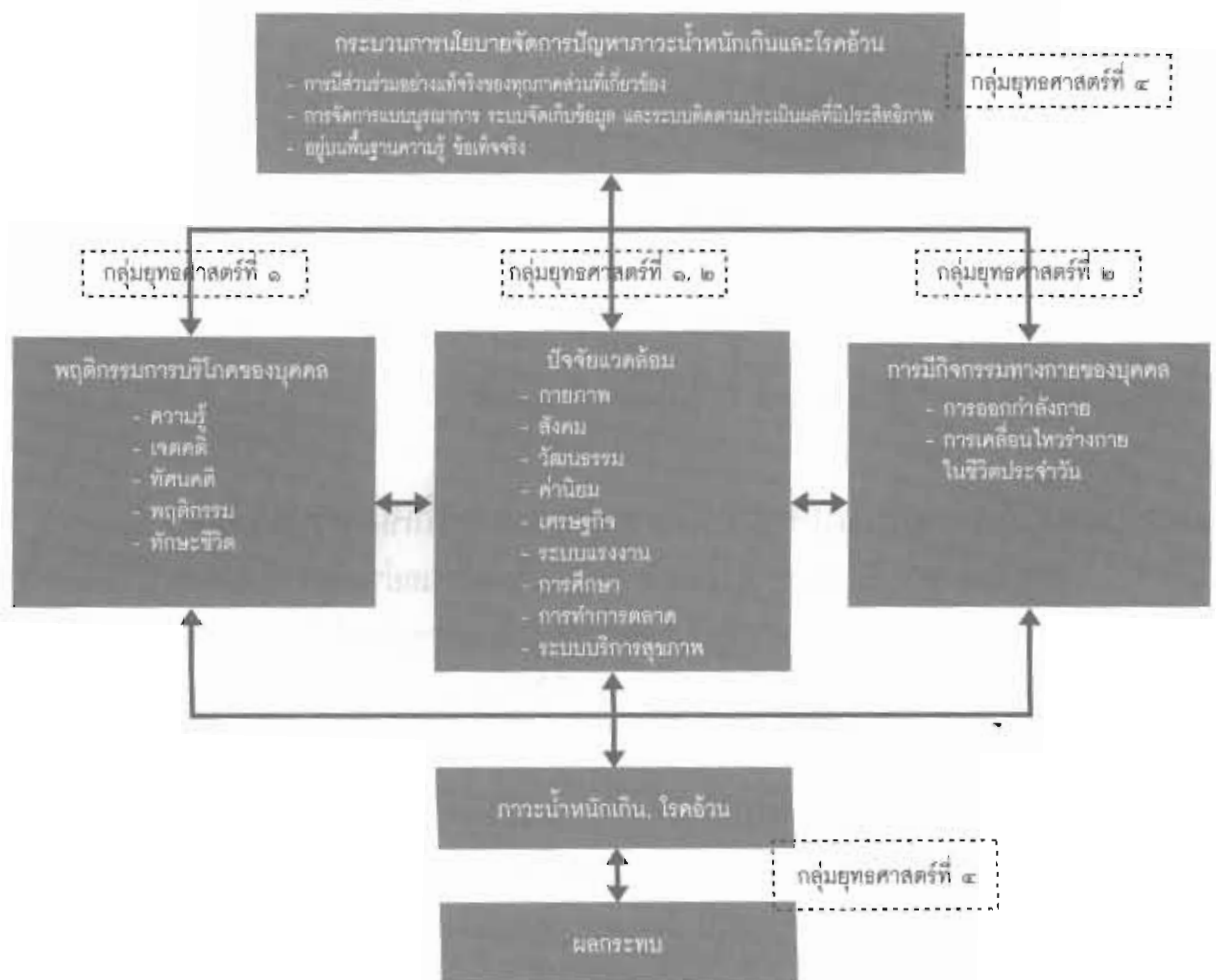 กระบวนการนโยบายจัดการปัญหาภาวะน้ำหนักเกินและโรคอ้วน
- การมีส่วนร่วมอย่างแท้จริงของทุกภาคส่วนที่เกี่ยวข้อง
- การจัดการแบบบูรณาการ ระบบจัดเก็บข้อมูล และระบบติดตามประเมินผลที่มีประสิทธิภาพ
- อยู่บนพื้นฐานความรู้ ข้อเท็จจริง
กลุ่มยุทธศาสตร์ที่ ๔
กลุ่มยุทธศาสตร์ที่ ๑
กลุ่มยุทธศาสตร์ที่ ๑, ๒
กลุ่มยุทธศาสตร์ที่ ๒
พฤติกรรมการบริโภคของบุคคล
- ความรู้
- เจตคติ
- ทัศนคติ
- พฤติกรรม
- ทักษะชีวิต
ปัจจัยแวดล้อม
- กายภาพ
- สังคม
- วัฒนธรรม
- ค่านิยม
- เศรษฐกิจ
- ระบบแรงงาน
- การศึกษา
- การทำการตลาด
- ระบบบริการสุขภาพ
การมีกิจกรรมทางกายของบุคคล
- การออกกำลังกาย
- การเคลื่อนไหวร่างกาย
ในชีวิตประจำวัน
ภาวะน้ำหนักเกิน, โรคอ้วน
กลุ่มยุทธศาสตร์ที่ ๔
ผลกระทบ